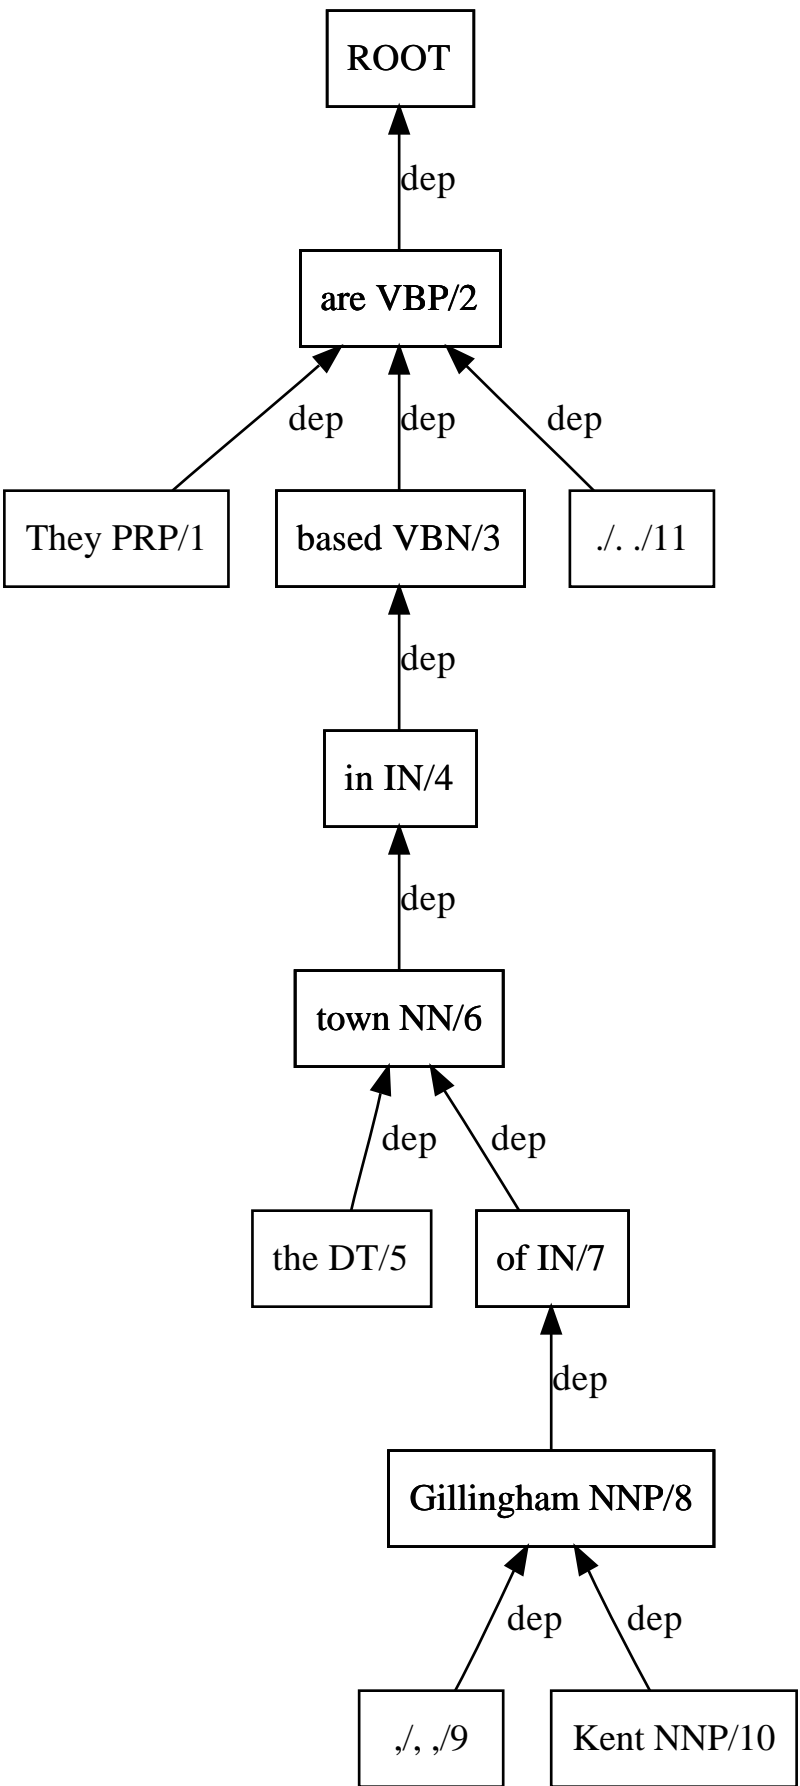 ROOT
dep
are VBP/2
dep dep dep
They PRP/1 based VBN/3 ./. ./11
dep
in IN/4
dep
town NN/6
dep dep
the DT/5 of IN/7
dep
Gillingham NNP/8
dep dep
,/, ,/9 Kent NNP/10